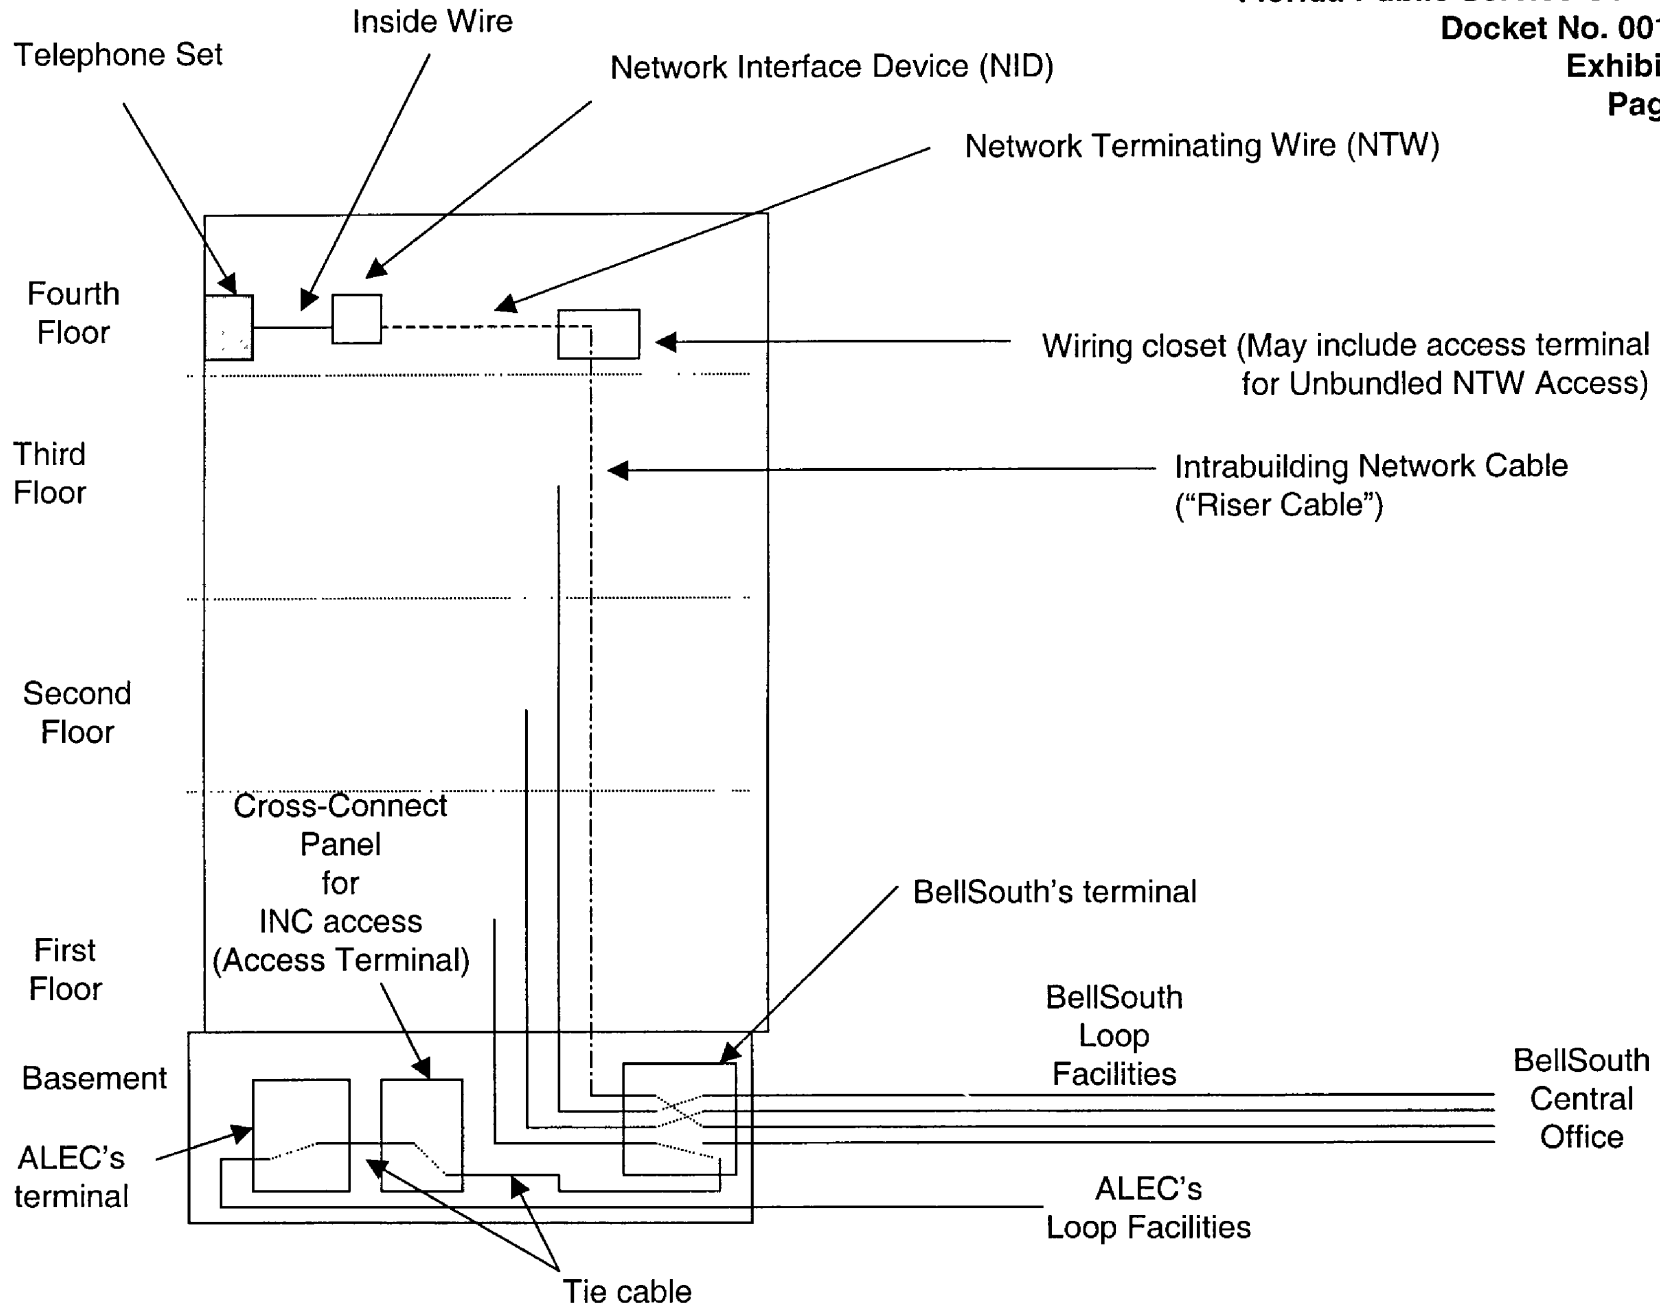 Docket No. 001
Exhibi
Pag
Inside Wire
Telephone Set
Network Interface Device (NID)
Network Terminating Wire (NTW)
Fourth
Floor
Wiring closet (May include access terminal
for Unbundled NTW Access)
Third
Floor
Intrabuilding Network Cable
(“Riser Cable”)
Second
Floor
Cross-Connect
Panel
for
INC access
(Access Terminal)
BellSouth's terminal
First
Floor
BellSouth
Loop
Facilities
Basement
BellSouth
Central
Office
ALEC's
terminal
ALEC's
Loop Facilities
Tie cable